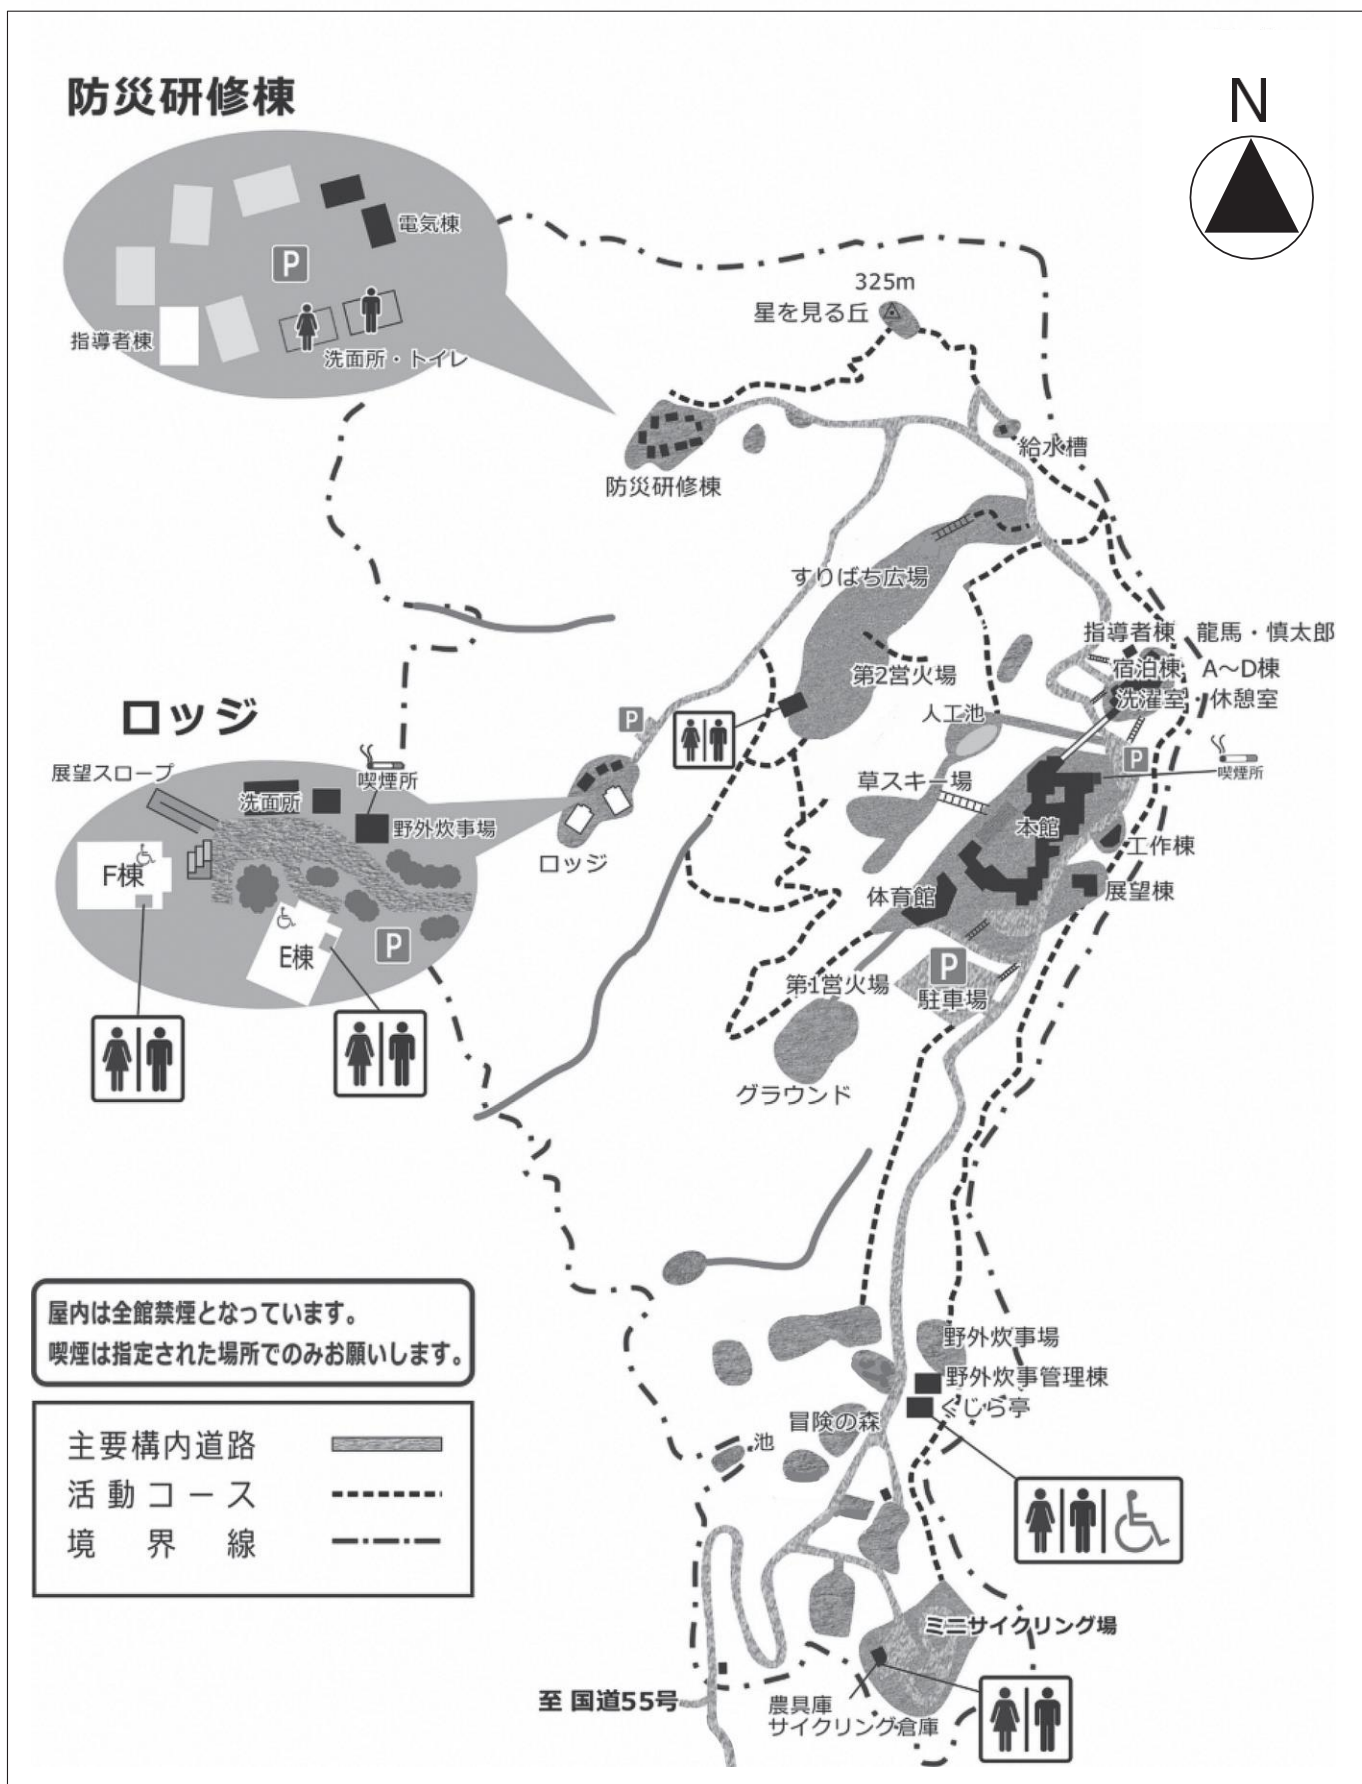 防災研修棟
N
電気棟
P
指導者棟
洗面所・トイレ
325m
星を見る丘
給水槽
防災研修棟
すりばち広場
指導者棟 龍馬・慎太郎
宿泊棟 A～D棟
洗濯室・休憩室
第2営火場
人工池
P
P
喫煙所
ロッジ
展望スロープ
喫煙所
洗面所
野外炊事場
F棟
E棟
P
ロッジ
草スキー場
本館
工作棟
体育館
展望棟
P
駐車場
第1営火場
グラウンド
屋内は全館禁煙となっています。
喫煙は指定された場所でのみお願いします。
野外炊事場
野外炊事管理棟
くじら亭
冒険の森
池
主要構内道路
活動コース
境界線
ミニサイクリング場
至 国道55号
農具庫
サイクリング倉庫